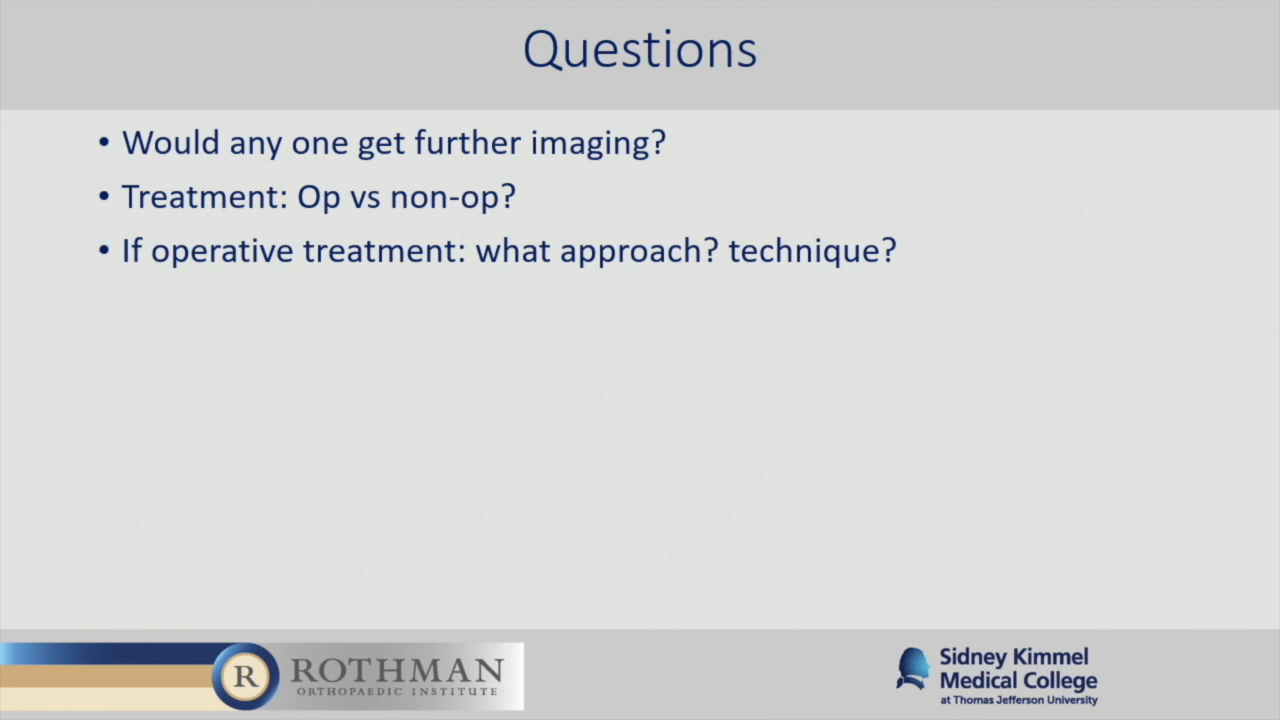 Questions
• Would any one get further imaging?
• Treatment: Op vs non-op?
• If operative treatment: what approach? technique?
R
ROTHMAN
ORTHOPAEDIC INSTITUTE
Sidney Kimmel
Medical College
at Thomas Jefferson University